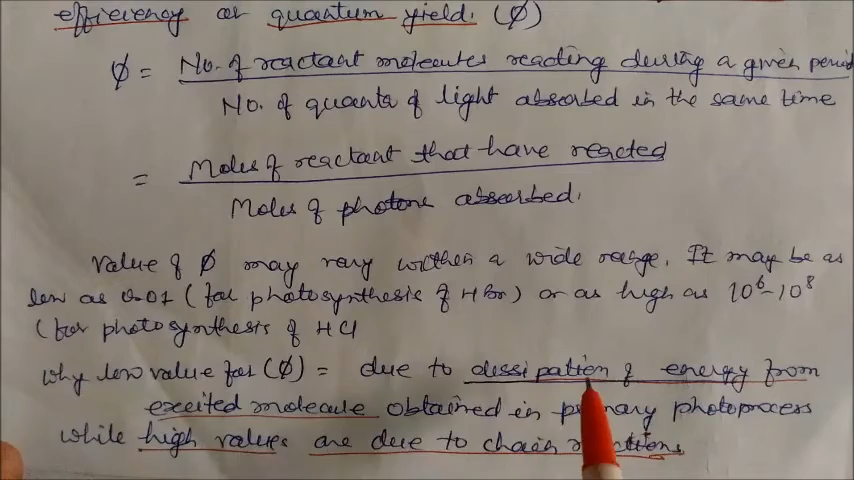 efficiency or quantum yield. (φ)
φ = No. of reactant molecules reacting during a given period
No. of quanta of light absorbed in the same time
= Moles of reactant that have reacted
Moles of photons absorbed.
Value of φ may vary within a wide range. It may be as
low as 0.01 (for photosynthesis of HBr) or as high as 10⁶-10⁸
(for photosynthesis of HCl
Why low value for (φ) = due to dissipation of energy from
excited molecule obtained in primary photoprocess
while high values are due to chain reactions.